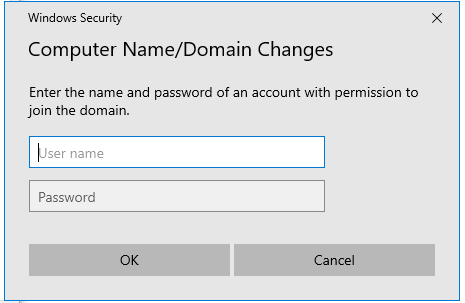 Windows Security
Computer Name/Domain Changes
Enter the name and password of an account with permission to
join the domain.
User name
Password
OK
Cancel